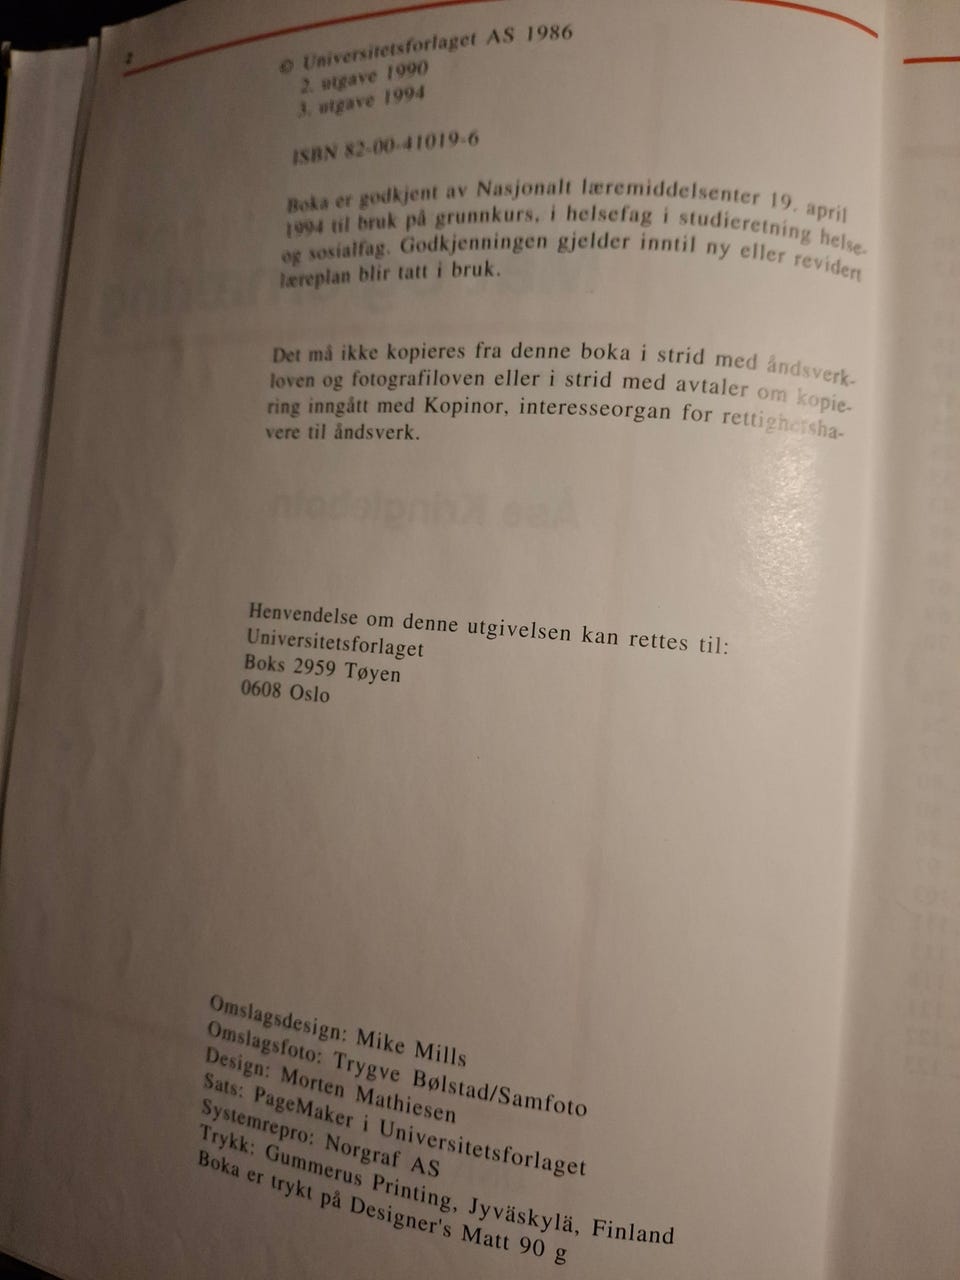 2
© Universitetsforlaget AS 1986
2. utgave 1990
3. utgave 1994
ISBN 82-00-41019-6
Boka er godkjent av Nasjonalt læremiddelsenter 19. april
1994 til bruk på grunnkurs, i helsefag i studieretning helse-
og sosialfag. Godkjenningen gjelder inntil ny eller revidert
læreplan blir tatt i bruk.
Det må ikke kopieres fra denne boka i strid med åndsverk-
loven og fotografiloven eller i strid med avtaler om kopie-
ring inngått med Kopinor, interesseorgan for rettighetsha-
vere til åndsverk.
Åse Kringlebotn
Henvendelse om denne utgivelsen kan rettes til:
Universitetsforlaget
Boks 2959 Tøyen
0608 Oslo
Omslagsdesign: Mike Mills
Omslagsfoto: Trygve Bølstad/Samfoto
Design: Morten Mathiesen
Sats: PageMaker i Universitetsforlaget
Systemrepro: Norgraf AS
Trykk: Gummerus Printing, Jyväskylä, Finland
Boka er trykt på Designer's Matt 90 g